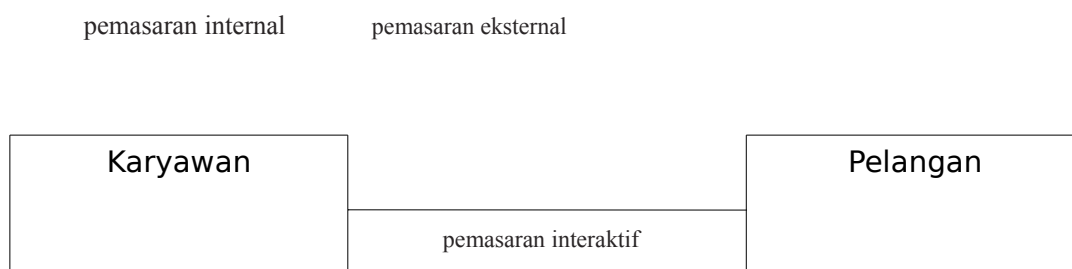 pemasaran internal pemasaran eksternal
Karyawan Pelangan
pemasaran interaktif